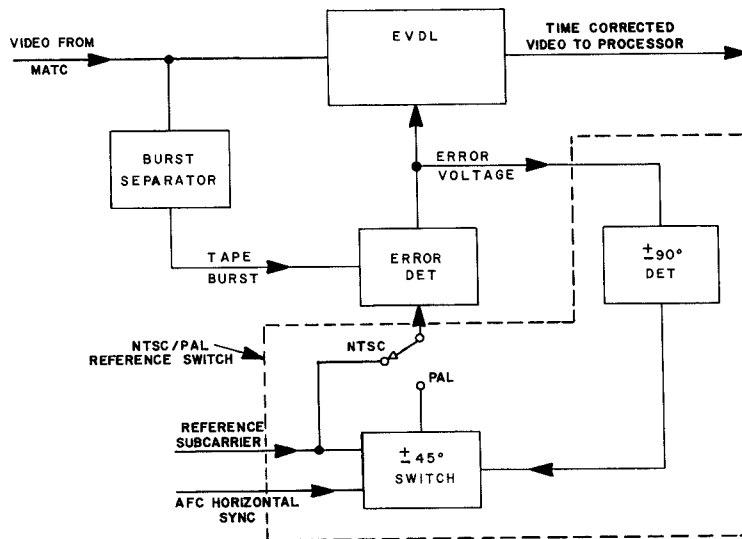 VIDEO FROM
MATC
EVDL
TIME CORRECTED
VIDEO TO PROCESSOR
BURST
SEPARATOR
ERROR
VOLTAGE
TAPE
BURST
ERROR
DET
±90°
DET
NTSC/PAL
REFERENCE SWITCH
NTSC
PAL
REFERENCE
SUBCARRIER
±45°
SWITCH
AFC HORIZONTAL
SYNC